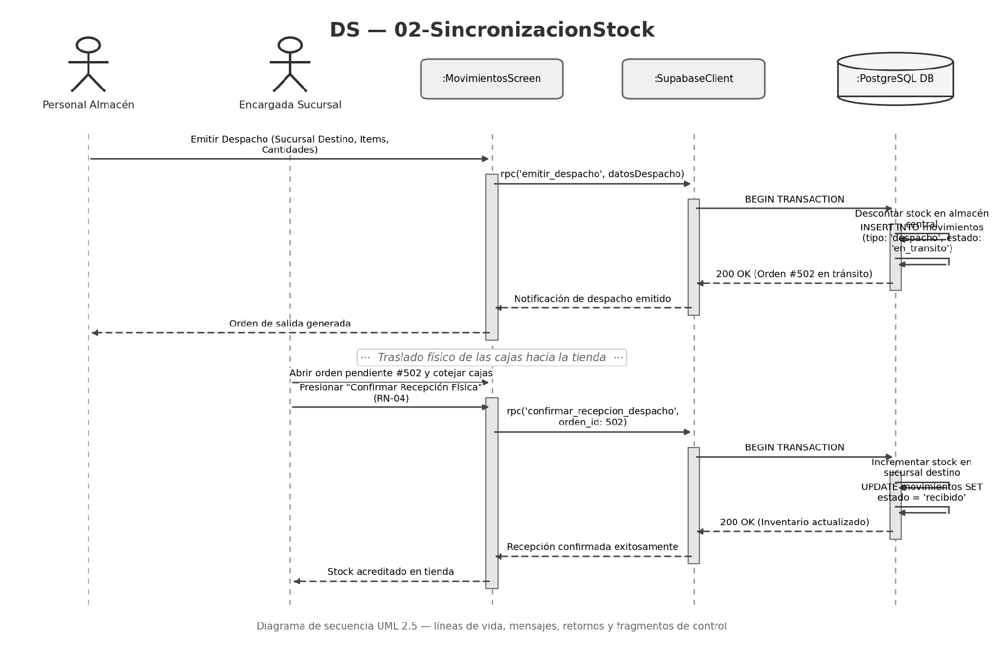 DS — 02-SincronizacionStock
Personal Almacén
Encargada Sucursal
:MovimientosScreen
:SupabaseClient
:PostgreSQL DB
Emitir Despacho (Sucursal Destino, Items,
Cantidades)
rpc('emitir_despacho', datosDespacho)
BEGIN TRANSACTION
Descontar stock en almacén
central
INSERT INTO movimientos
(tipo: 'despacho', estado:
'en_transito')
200 OK (Orden #502 en tránsito)
Notificación de despacho emitido
Orden de salida generada
··· Traslado físico de las cajas hacia la tienda ···
Abrir orden pendiente #502 y cotejar cajas
Presionar "Confirmar Recepción Física"
(RN-04)
rpc('confirmar_recepcion_despacho',
orden_id: 502)
BEGIN TRANSACTION
Incrementar stock en
sucursal destino
UPDATE movimientos SET
estado = 'recibido'
200 OK (Inventario actualizado)
Recepción confirmada exitosamente
Stock acreditado en tienda
Diagrama de secuencia UML 2.5 — líneas de vida, mensajes, retornos y fragmentos de control